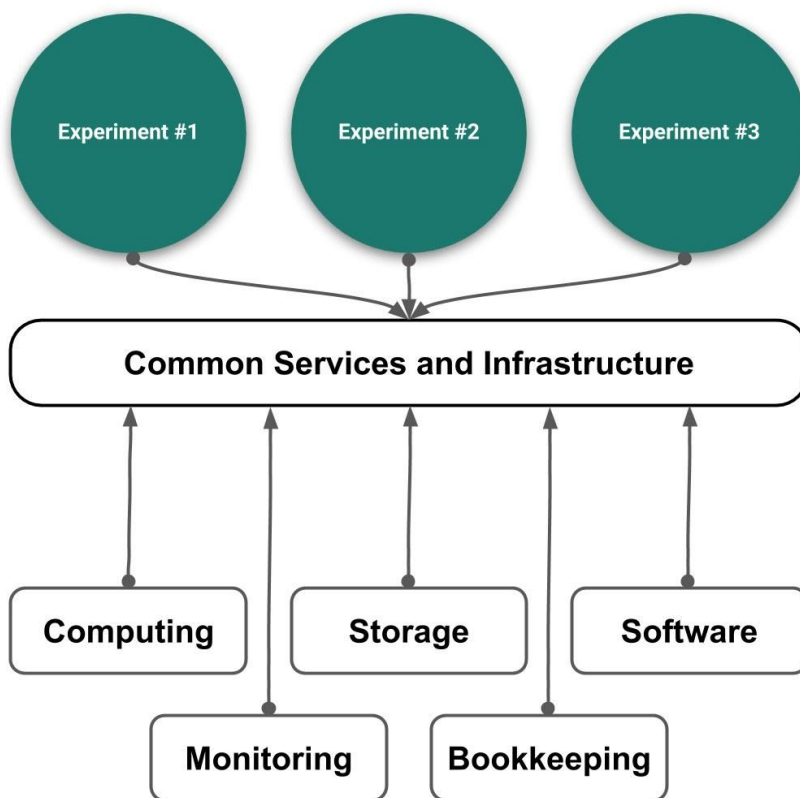 Experiment #1
Experiment #2
Experiment #3
Common Services and Infrastructure
Computing
Storage
Software
Monitoring
Bookkeeping